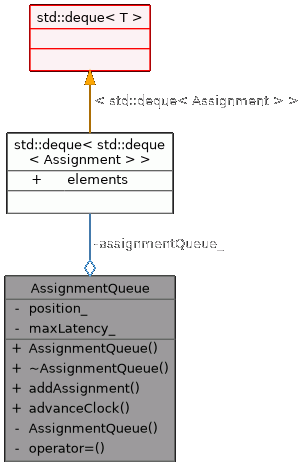 std::deque< T >
< std::deque< Assignment > >
std::deque< std::deque
< Assignment > >
+ elements
-assignmentQueue_
AssignmentQueue
- position_
- maxLatency_
+ AssignmentQueue()
+ ~AssignmentQueue()
+ addAssignment()
+ advanceClock()
- AssignmentQueue()
- operator=()